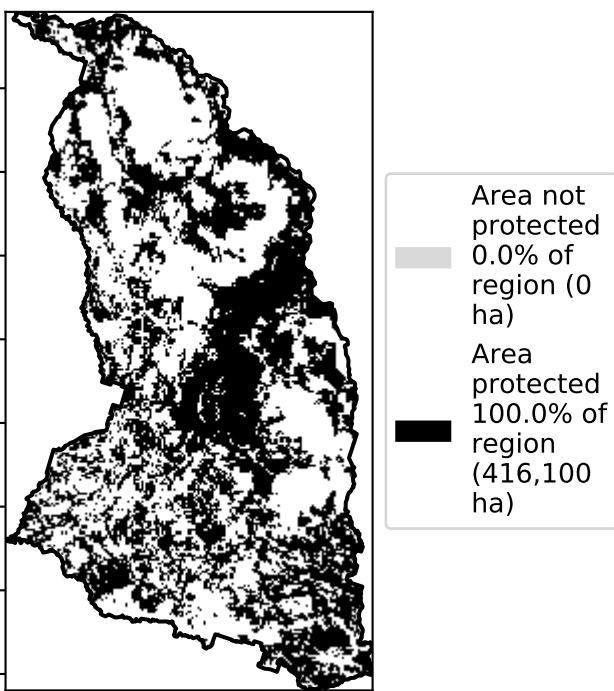 Area not
protected
0.0% of
region (0
ha)
Area
protected
100.0% of
region
(416,100
ha)